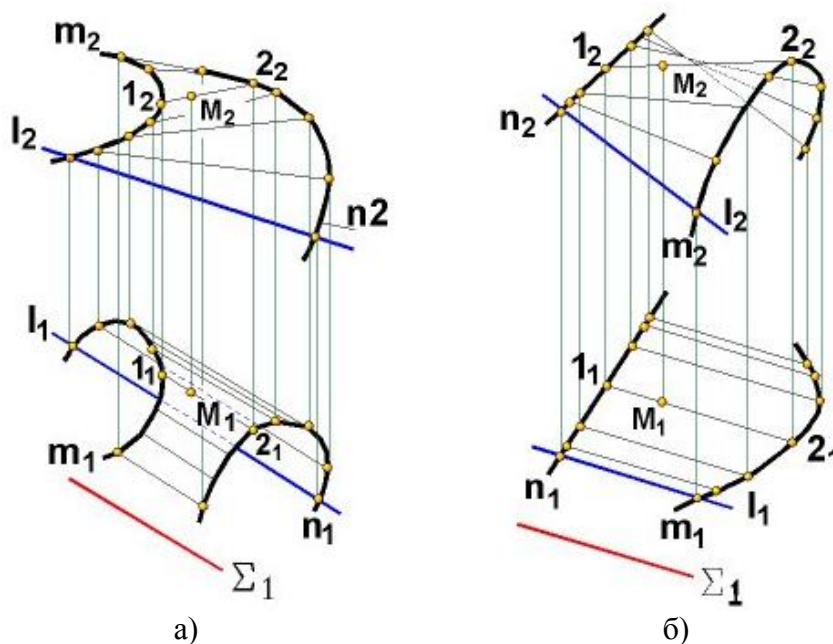 m₂
2₂
1₂
M₂
l₂
n2
l₁
1₁
M₁
m₁
2₁
n₁
Σ₁
а)
1₂
2₂
M₂
n₂
l₂
m₂
1₁
M₁
2₁
n₁
l₁
m₁
Σ₁
б)